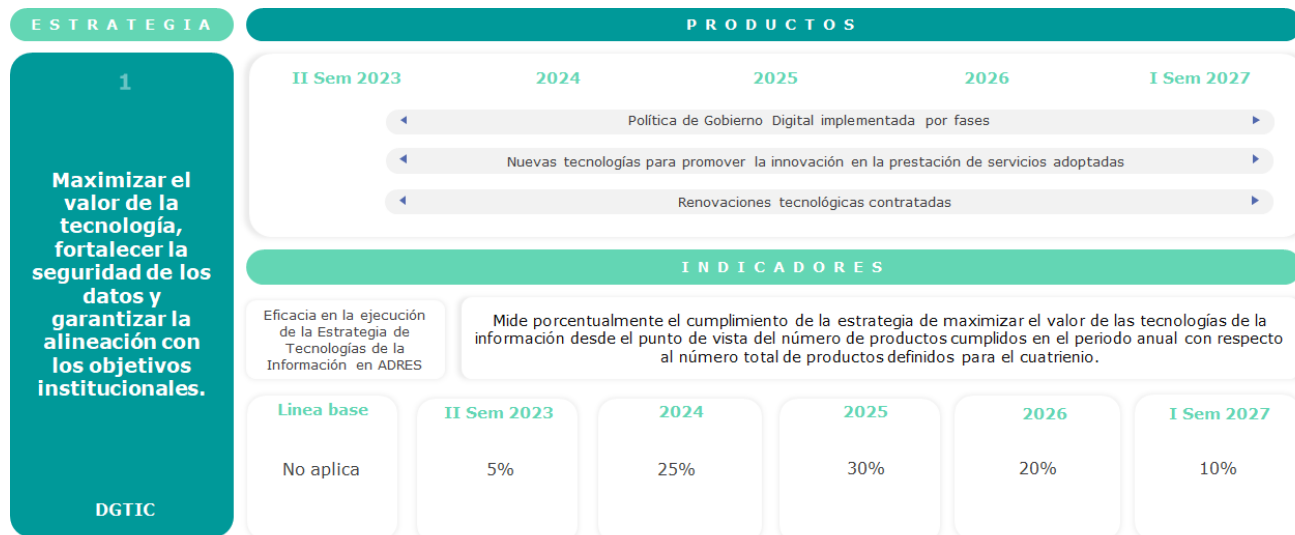 ESTRATEGIA
1
Maximizar el
valor de la
tecnología,
fortalecer la
seguridad de los
datos y
garantizar la
alineación con
los objetivos
institucionales.
DGTIC
PRODUCTOS
II Sem 2023 2024 2025 2026 I Sem 2027
Política de Gobierno Digital implementada por fases
Nuevas tecnologías para promover la innovación en la prestación de servicios adoptadas
Renovaciones tecnológicas contratadas
INDICADORES
Eficacia en la ejecución
de la Estrategia de
Tecnologías de la
Información en ADRES
Mide porcentualmente el cumplimiento de la estrategia de maximizar el valor de las tecnologías de la
información desde el punto de vista del número de productos cumplidos en el periodo anual con respecto
al número total de productos definidos para el cuatrienio.
Linea base II Sem 2023 2024 2025 2026 I Sem 2027
No aplica 5% 25% 30% 20% 10%